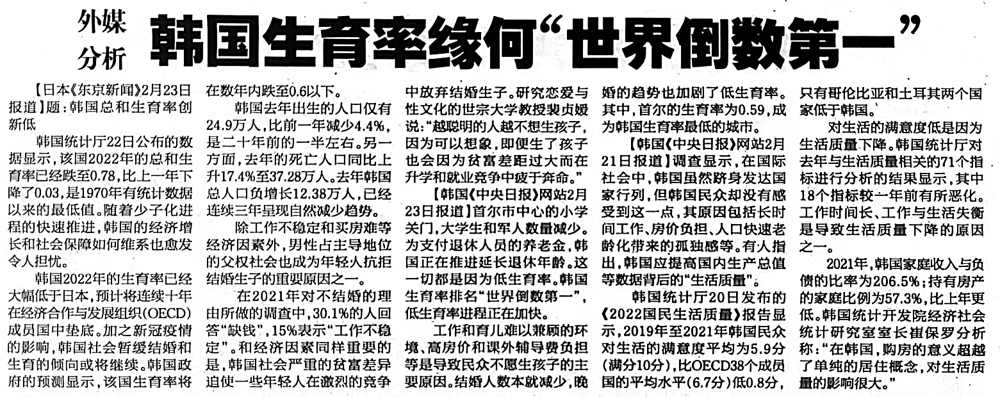 外媒
分析
韩国生育率缘何“世界倒数第一”
【日本《东京新闻》2月23日
报道】题：韩国总和生育率创
新低
韩国统计厅22日公布的数
据显示，该国2022年的总和生
育率已经跌至0.78，比上一年下
降了0.03，是1970年有统计数据
以来的最低值。随着少子化进
程的快速推进，韩国的经济增
长和社会保障如何维系也愈发
令人担忧。
韩国2022年的生育率已经
大幅低于日本，预计将连续十年
在经济合作与发展组织(OECD)
成员国中垫底。加之新冠疫情
的影响，韩国社会暂缓结婚和
生育的倾向或将继续。韩国政
府的预测显示，该国生育率将
在数年内跌至0.6以下。
韩国去年出生的人口仅有
24.9万人，比前一年减少4.4%，
是二十年前的一半左右。另一
方面，去年的死亡人口同比上
升17.4%至37.28万人。去年韩国
总人口负增长12.38万人，已经
连续三年呈现自然减少趋势。
除工作不稳定和买房难等
经济因素外，男性占主导地位
的父权社会也成为年轻人抗拒
结婚生子的重要原因之一。
在2021年对不结婚的理
由所做的调查中，30.1%的人回
答“缺钱”，15%表示“工作不稳
定”。和经济因素同样重要的
是，韩国社会严重的贫富差异
迫使一些年轻人在激烈的竞争
中放弃结婚生子。研究恋爱与
性文化的世宗大学教授裴贞媛
说：“越聪明的人越不想生孩子，
因为可以想象，即便生了孩子
也会因为贫富差距过大而在
升学和就业竞争中疲于奔命。”
【韩国《中央日报》网站2月
23日报道】首尔市中心的小学
关门，大学生和军人数量减少。
为支付退休人员的养老金，韩
国正在推进延长退休年龄。这
一切都是因为低生育率。韩国
生育率排名“世界倒数第一”，
低生育率进程正在加快。
工作和育儿难以兼顾的环
境、高房价和课外辅导费负担
等是导致民众不愿生孩子的主
要原因。结婚人数本就减少，晚
婚的趋势也加剧了低生育率。
其中，首尔的生育率为0.59，成
为韩国生育率最低的城市。
【韩国《中央日报》网站2月
21日报道】调查显示，在国际
社会中，韩国虽然跻身发达国
家行列，但韩国民众却没有感
受到这一点，其原因包括长时
间工作、房价负担、人口快速老
龄化带来的孤独感等。有人指
出，韩国应提高国内生产总值
等数据背后的“生活质量”。
韩国统计厅20日发布的
《2022国民生活质量》报告显
示，2019年至2021年韩国民众
对生活的满意度平均为5.9分
(满分10分)，比OECD38个成员
国的平均水平(6.7分)低0.8分，
只有哥伦比亚和土耳其两个国
家低于韩国。
对生活的满意度低是因为
生活质量下降。韩国统计厅对
去年与生活质量相关的71个指
标进行分析的结果显示，其中
18个指标较一年前有所恶化。
工作时间长、工作与生活失衡
是导致生活质量下降的原因
之一。
2021年，韩国家庭收入与负
债的比率为206.5%；持有房产
的家庭比例为57.3%，比上年更
低。韩国统计开发院经济社会
统计研究室室长崔保罗分析
称：“在韩国，购房的意义超越
了单纯的居住概念，对生活质
量的影响很大。”